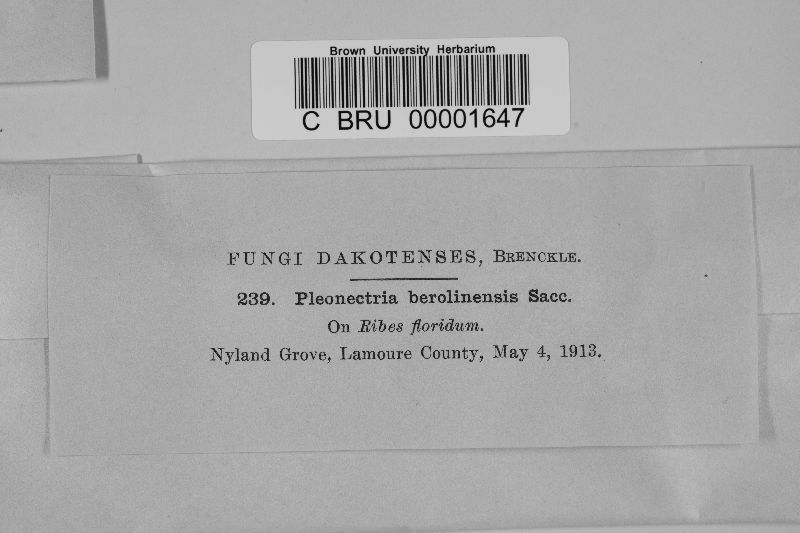 Brown University Herbarium
C BRU 00001647
FUNGI DAKOTENSES, BRENCKLE.
239. Pleonectria berolinensis Sacc.
On Ribes floridum.
Nyland Grove, Lamoure County, May 4, 1913.